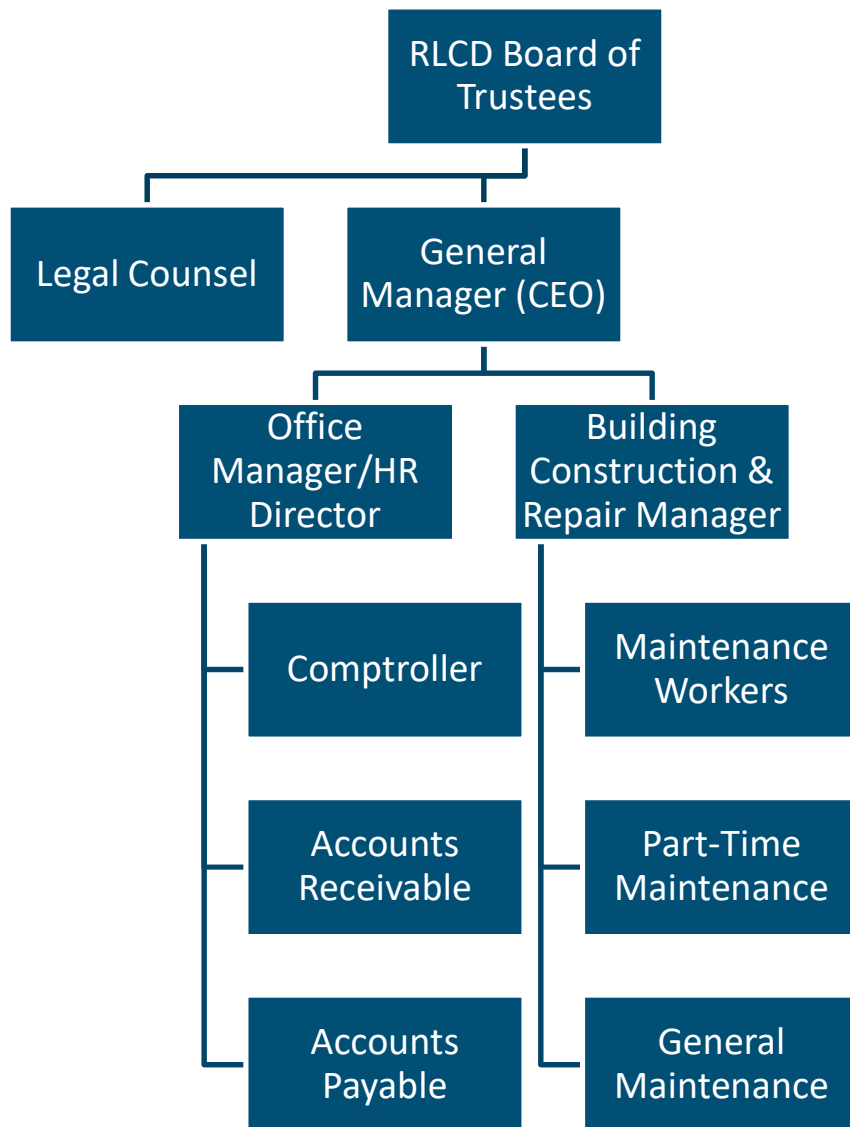 RLCD Board of
Trustees
Legal Counsel
General
Manager (CEO)
Office
Manager/HR
Director
Building
Construction &
Repair Manager
Comptroller
Maintenance
Workers
Accounts
Receivable
Part-Time
Maintenance
Accounts
Payable
General
Maintenance